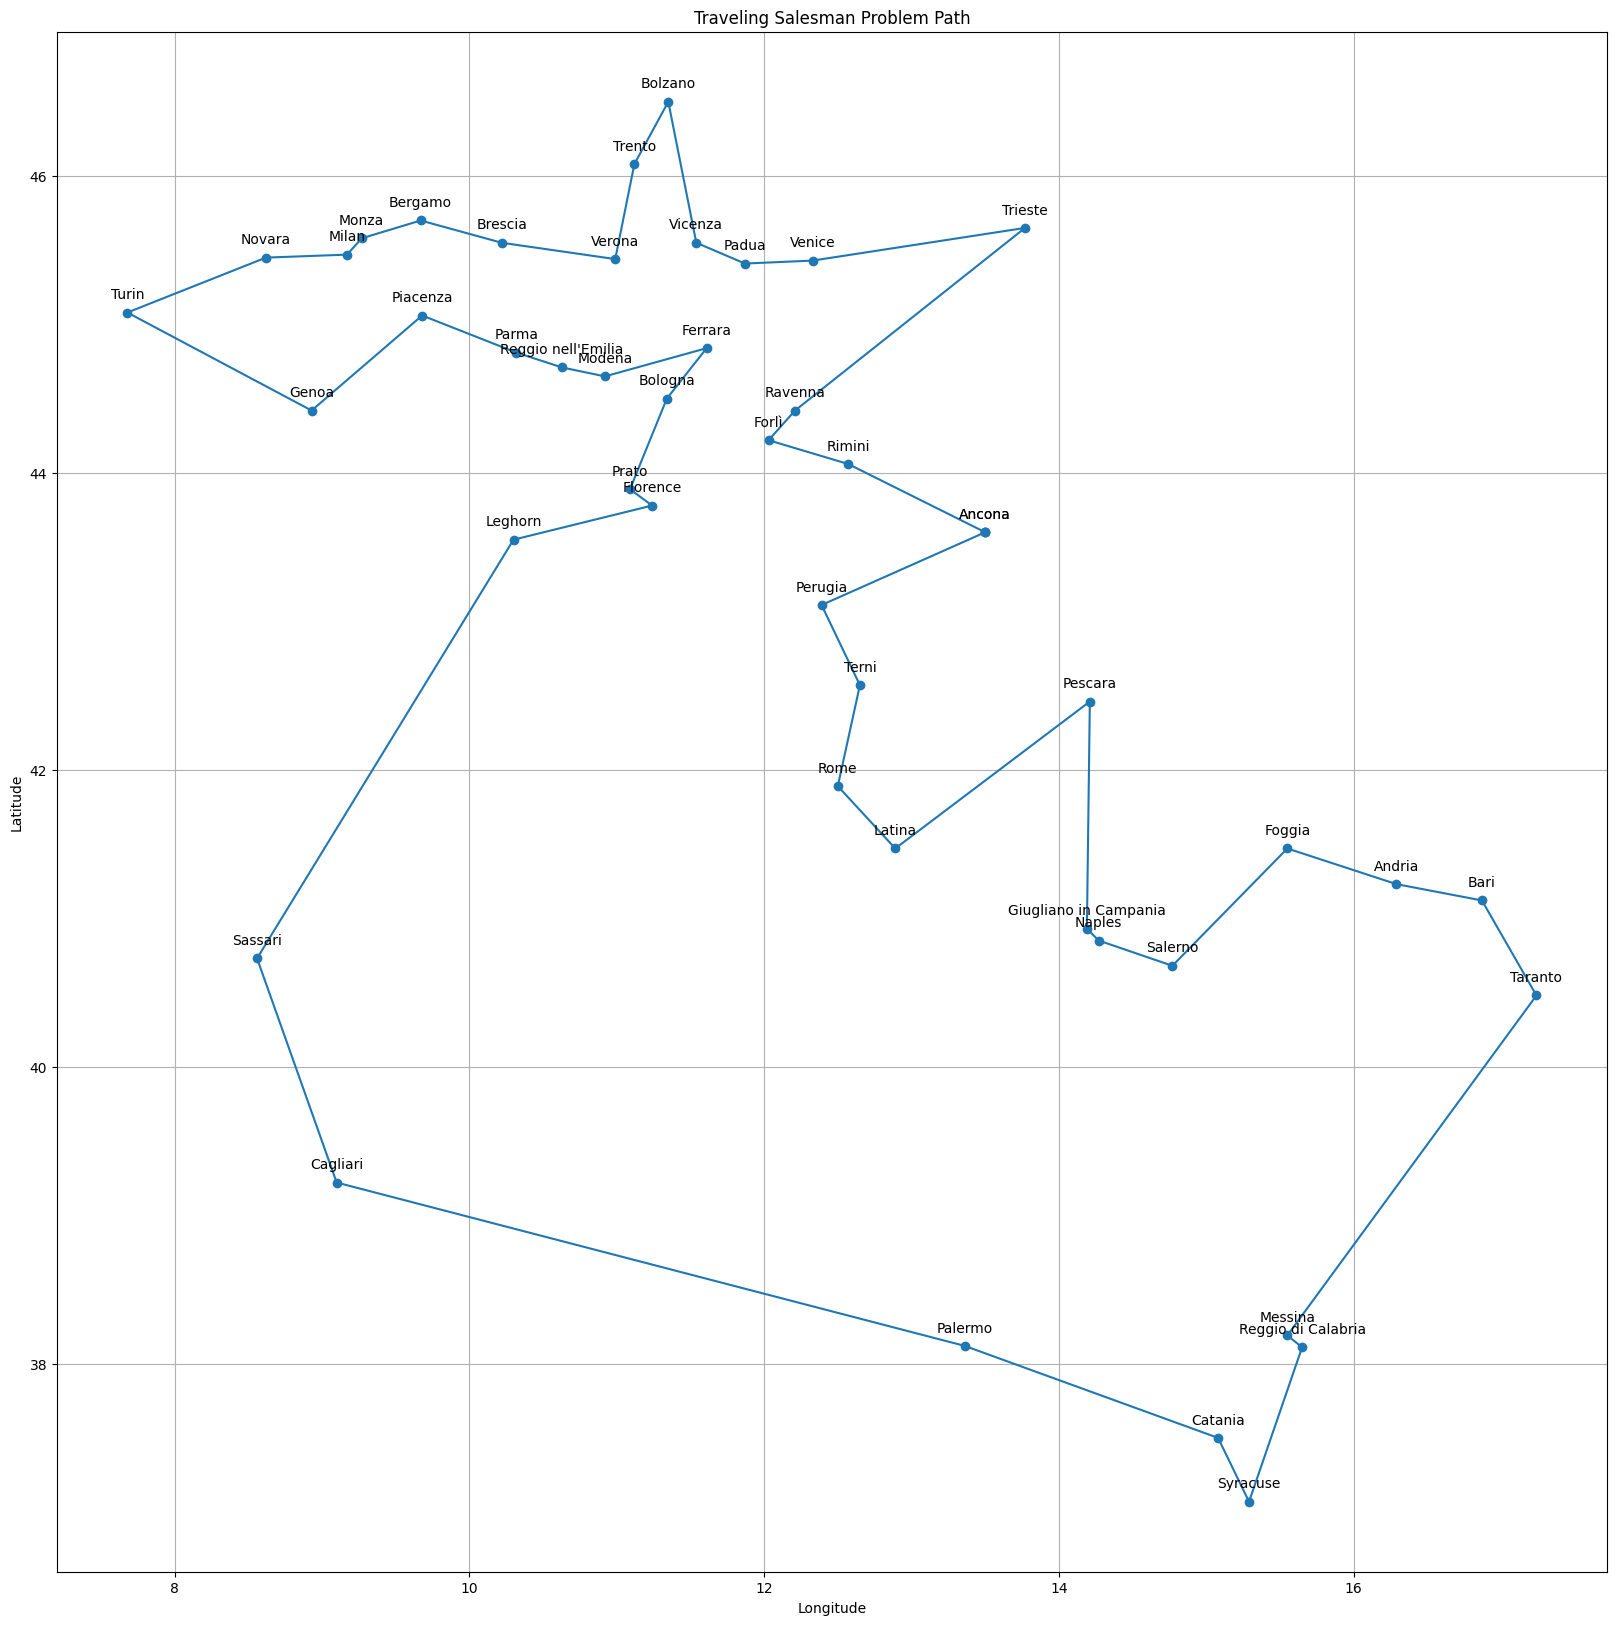 Traveling Salesman Problem Path
Bolzano
Trento
Bergamo
Trieste
Monza
Brescia
Vicenza
Novara
Milan
Verona
Padua
Venice
Turin
Piacenza
Parma
Ferrara
Reggio nell'Emilia
Modena
Bologna
Genoa
Ravenna
Forlì
Rimini
Prato
Florence
Leghorn
Ancona
Perugia
Terni
Pescara
Rome
Latina
Foggia
Andria
Bari
Giugliano in Campania
Naples
Salerno
Sassari
Taranto
Cagliari
Messina
Reggio di Calabria
Palermo
Catania
Syracuse
46
44
42
40
38
Latitude
8 10 12 14 16
Longitude